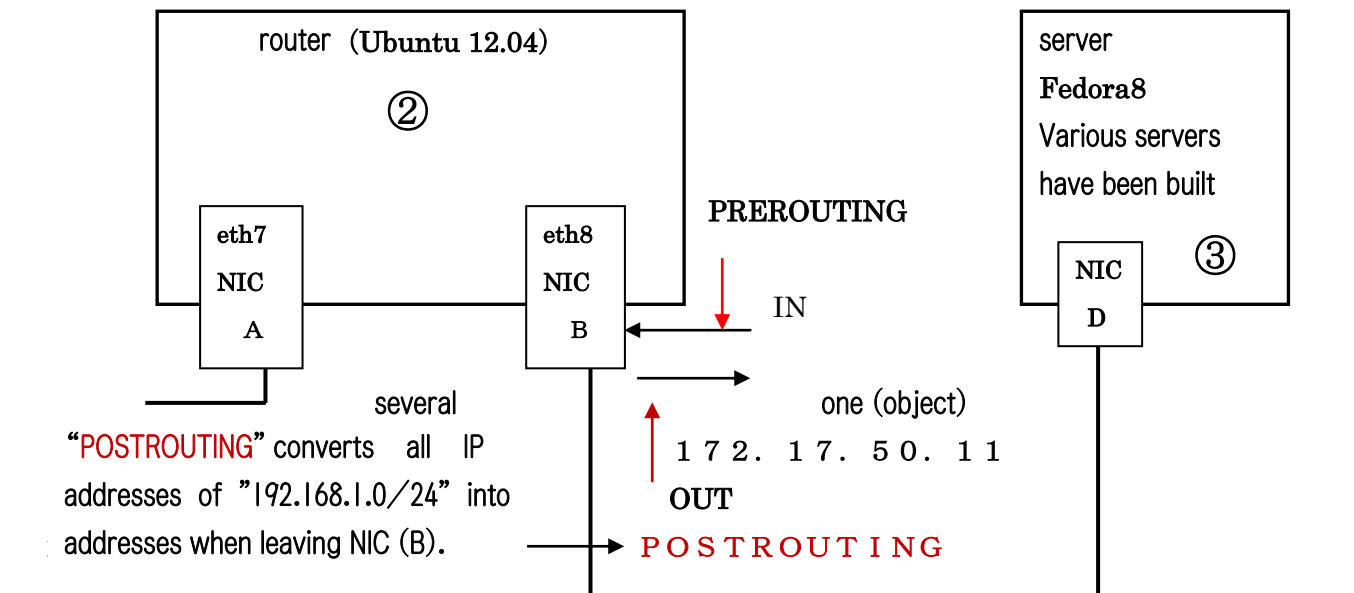 router (Ubuntu 12.04)
②
eth7
NIC
A
eth8
NIC
B
PREROUTING
IN
server
Fedora8
Various servers
have been built
③
NIC
D
several
“POSTROUTING” converts all IP
addresses of ”192.168.1.0/24” into
addresses when leaving NIC (B).
one (object)
１７２．１７．５０．１１
OUT
ＰＯＳＴＲＯＵＴＩＮＧ